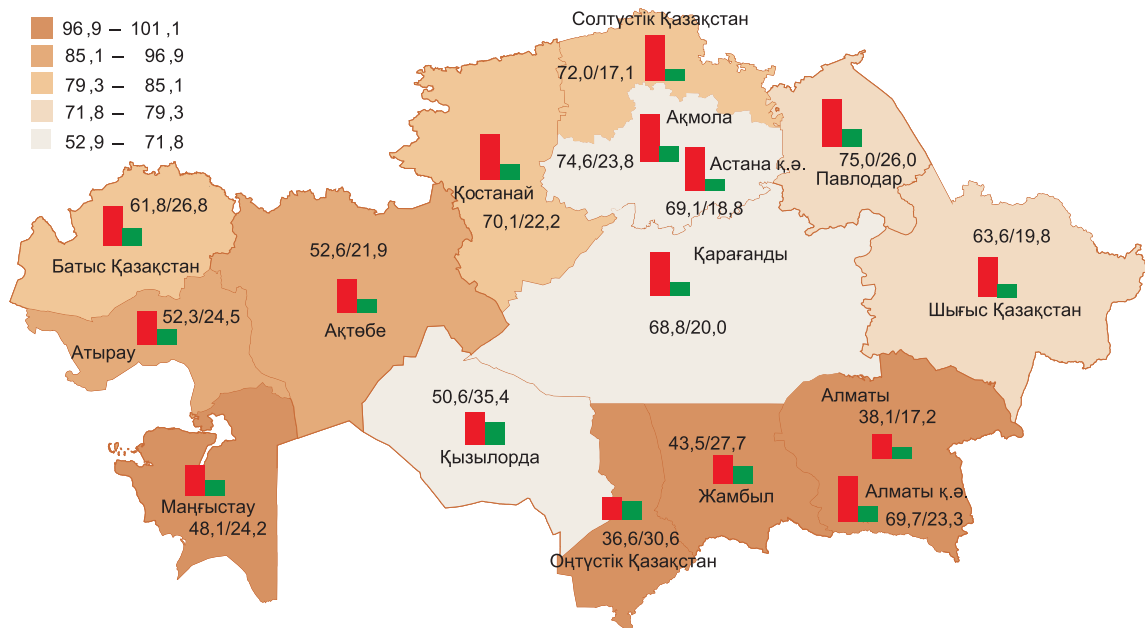 96,9 – 101,1
85,1 – 96,9
79,3 – 85,1
71,8 – 79,3
52,9 – 71,8
Солтүстік Қазақстан
72,0/17,1
Ақмола
74,6/23,8
Астана қ.ә.
69,1/18,8
75,0/26,0
Павлодар
Қостанай
70,1/22,2
61,8/26,8
Батыс Қазақстан
52,6/21,9
Ақтөбе
52,3/24,5
Атырау
Қарағанды
68,8/20,0
63,6/19,8
Шығыс Қазақстан
50,6/35,4
Қызылорда
Маңғыстау
48,1/24,2
43,5/27,7
Жамбыл
36,6/30,6
Оңтүстік Қазақстан
Алматы
38,1/17,2
Алматы қ.ә.
69,7/23,3